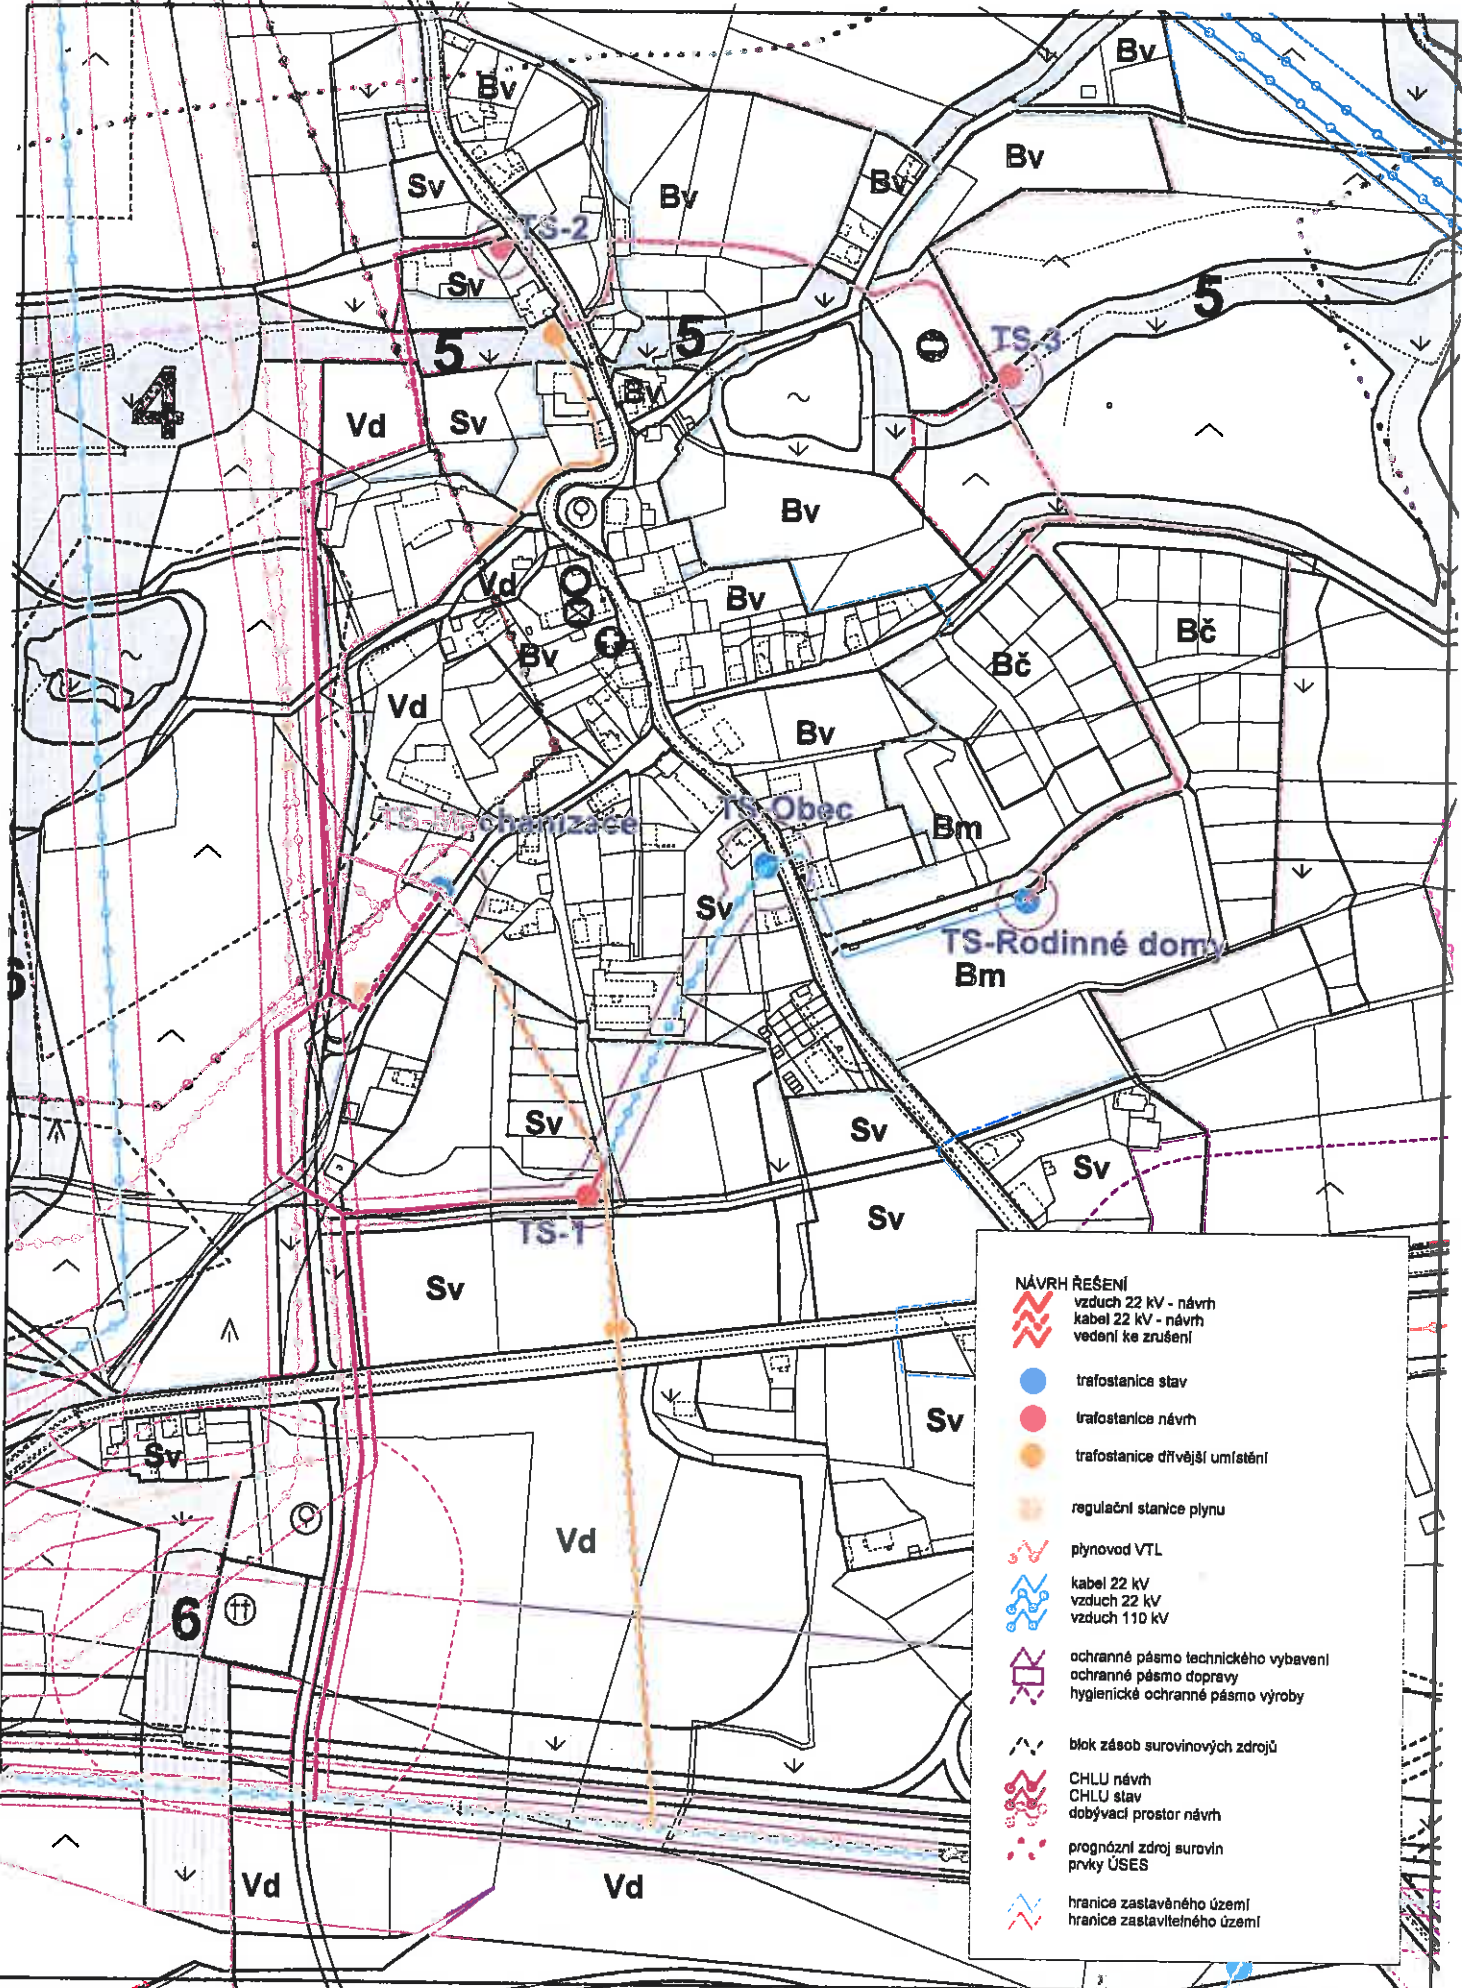 Bv
Bv
Sv
Bv
Bv
Bv
TS-2
Sv
5
5
5
TS-3
4
Vd
Sv
Bv
Bv
Vd
Bv
Bv
Bč
Bč
Vd
Bv
TS-Mechanizace
TS-Obec
Bm
Sv
TS-Rodinné domy
Bm
6
Sv
Sv
Sv
Sv
TS-1
Sv
Sv
Sv
Vd
6
Vd
Vd
NÁVRH ŘEŠENÍ
vzduch 22 kV - návrh
kabel 22 kV - návrh
vedení ke zrušení
trafostanice stav
trafostanice návrh
trafostanice dřívější umístění
regulační stanice plynu
plynovod VTL
kabel 22 kV
vzduch 22 kV
vzduch 110 kV
ochranné pásmo technického vybavení
ochranné pásmo dopravy
hygienické ochranné pásmo výroby
blok zásob surovinových zdrojů
CHLU návrh
CHLU stav
dobývací prostor návrh
prognózní zdroj surovin
prvky ÚSES
hranice zastavěného území
hranice zastavitelného území